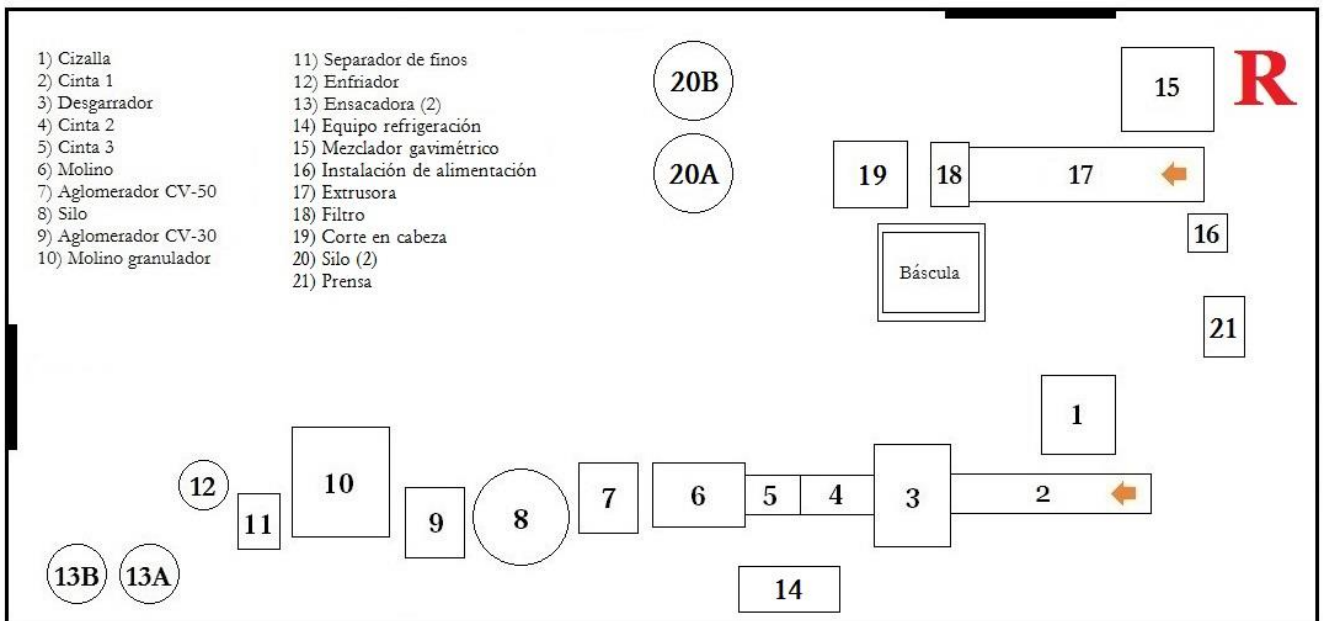 1) Cizalla
2) Cinta 1
3) Desgarrador
4) Cinta 2
5) Cinta 3
6) Molino
7) Aglomerador CV-50
8) Silo
9) Aglomerador CV-30
10) Molino granulador
11) Separador de finos
12) Enfriador
13) Ensacadora (2)
14) Equipo refrigeración
15) Mezclador gavimétrico
16) Instalación de alimentación
17) Extrusora
18) Filtro
19) Corte en cabeza
20) Silo (2)
21) Prensa
20B
15
R
20A
19
18
17
16
Báscula
21
1
12
11
10
9
8
7
6
5
4
3
2
13B
13A
14